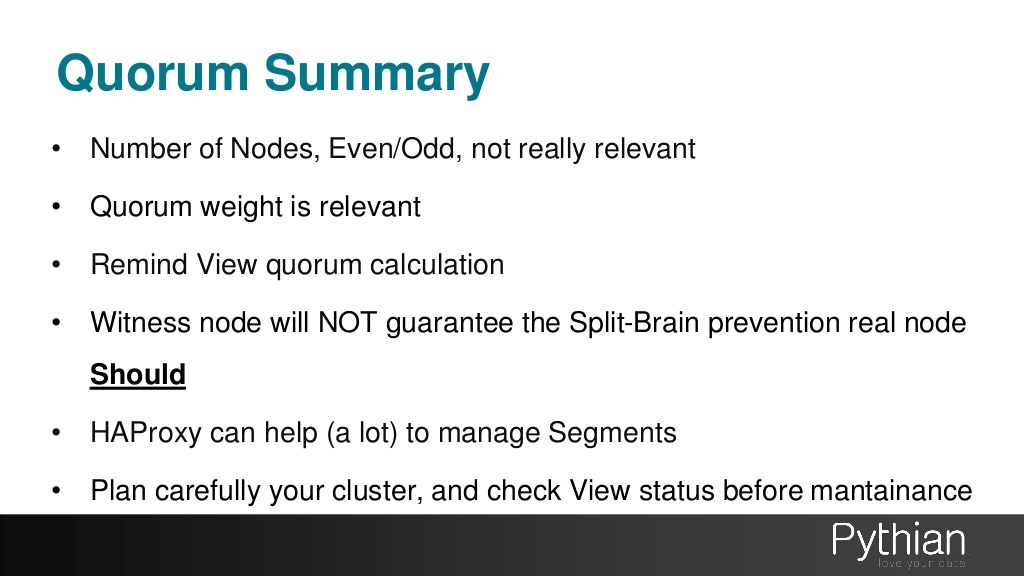 Quorum Summary
• Number of Nodes, Even/Odd, not really relevant
• Quorum weight is relevant
• Remind View quorum calculation
• Witness node will NOT guarantee the Split-Brain prevention real node
Should
• HAProxy can help (a lot) to manage Segments
• Plan carefully your cluster, and check View status before mantainance
Pythian
love your data